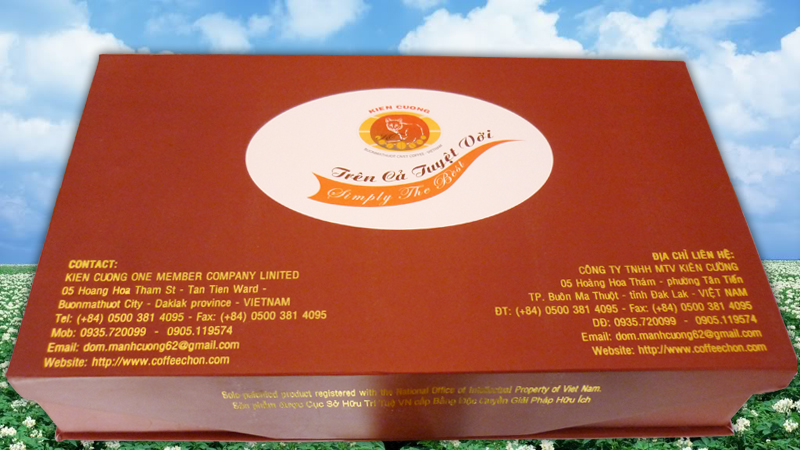 KIEN CUONG
Trên Cả Tuyệt Vời
Simply The Best
CONTACT:
KIEN CUONG ONE MEMBER COMPANY LINITED
05 Hoang Hoa Tham St - Tan Tien Ward -
Buonmathuot City - Daklak province - VIETNAM
Tel: (+84) 0500 381 4095 - Fax: (+84) 0500 381 4095
Mob: 0935.720099 - 0905.119574
Email: dom.manhcuong62@gmail.com
Website: http://www.coffeechon.com
ĐỊA CHỈ LIÊN HỆ:
CÔNG TY TNHH MTV KIÊN CƯỜNG
05 Hoàng Hoa Thám - phường Tân Tiến
TP. Buôn Ma Thuột - tỉnh Đak Lak - VIỆT NAM
ĐT: (+84) 0500 381 4095 - Fax: (+84) 0500 381 4095
DĐ: 0935.720099 - 0905.119574
Email: dom.manhcuong62@gmail.com
Website: http://www.coffeechon.com
Sole patented product registered with the National Office of Intellectual Property of Viet Nam.
Sản phẩm được Cục Sở Hữu Trí Tuệ VN cấp Bằng Độc Quyền Giải Pháp Hữu Ích